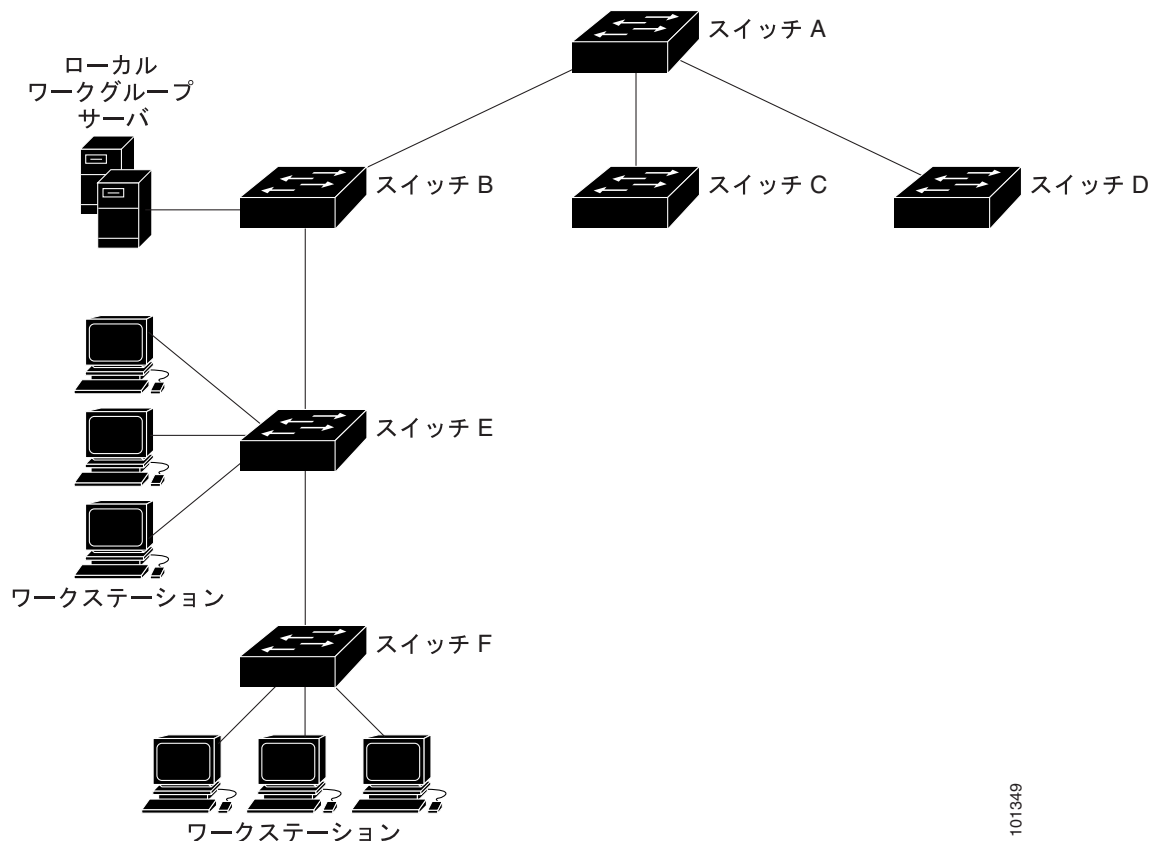 スイッチ A
ローカル
ワークグループ
サーバ
スイッチ B
スイッチ C
スイッチ D
スイッチ E
ワークステーション
スイッチ F
ワークステーション
101349